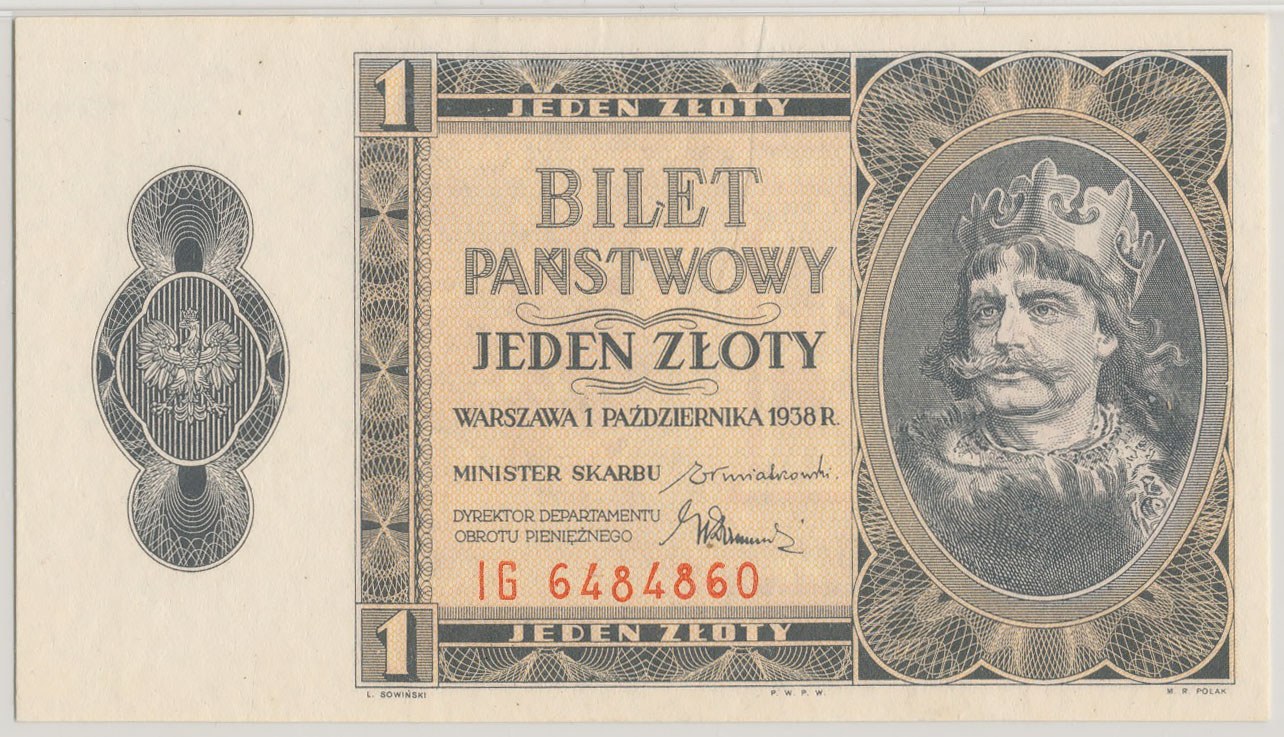 1 JEDEN ZŁOTY
BILET
PAŃSTWOWY
JEDEN ZŁOTY
WARSZAWA 1 PAŹDZIERNIKA 1938 R.
MINISTER SKARBU
DYREKTOR DEPARTAMENTU
OBROTU PIENIĘŻNEGO
IG 6484860
1 JEDEN ZŁOTY
L. SOWIŃSKI P. W. P. W. M. R. POLAK